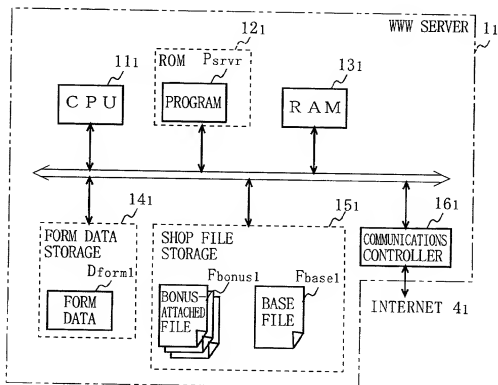 WWW SERVER
1₁
11₁
CPU
12₁
ROM Psrvr
PROGRAM
13₁
RAM
14₁
FORM DATA
STORAGE
Dform1
FORM
DATA
15₁
SHOP FILE
STORAGE
Fbonus1
BONUS-
ATTACHED
FILE
Fbase1
BASE
FILE
16₁
COMMUNICATIONS
CONTROLLER
INTERNET 4₁